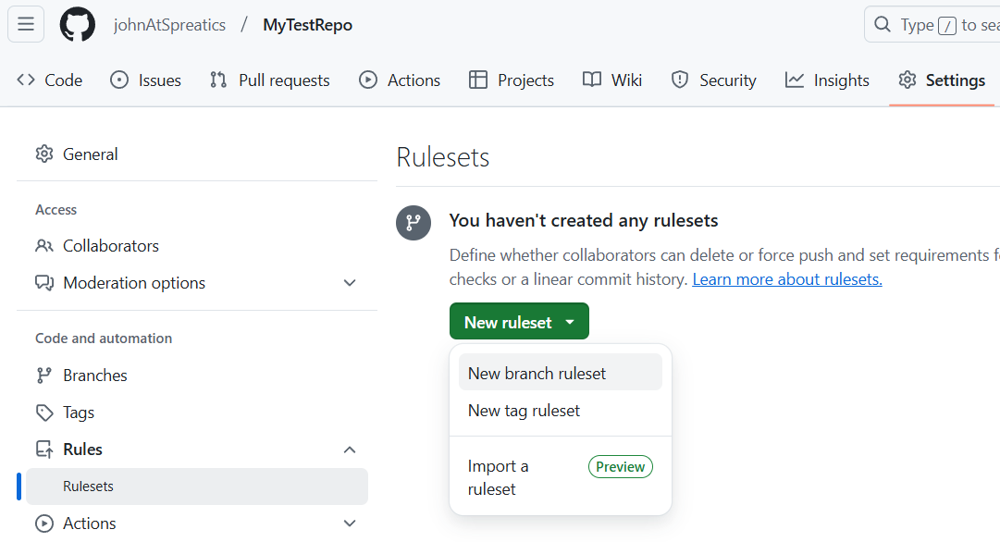 johnAtSpreatics / MyTestRepo
Type / to sea
Code Issues Pull requests Actions Projects Wiki Security Insights Settings
General
Access
Collaborators
Moderation options
Code and automation
Branches
Tags
Rules
Rulesets
Actions
Rulesets
You haven't created any rulesets
Define whether collaborators can delete or force push and set requirements f
checks or a linear commit history. Learn more about rulesets.
New ruleset
New branch ruleset
New tag ruleset
Import a
ruleset
Preview